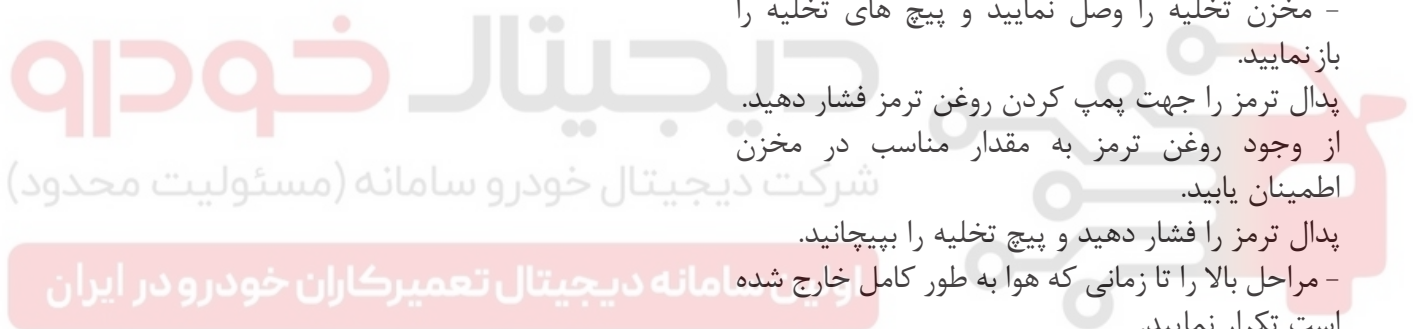 - مخزن تخلیه را وصل نمایید و پیچ های تخلیه را
باز نمایید.
پدال ترمز را جهت پمپ کردن روغن ترمز فشار دهید.
از وجود روغن ترمز به مقدار مناسب در مخزن
اطمینان یابید.
پدال ترمز را فشار دهید و پیچ تخلیه را بپیچانید.
- مراحل بالا را تا زمانی که هوا به طور کامل خارج شده
است تکرار نمایید.
دیجیتال خودرو
شرکت دیجیتال خودرو سامانه (مسئولیت محدود)
اولین سامانه دیجیتال تعمیرکاران خودرو در ایران